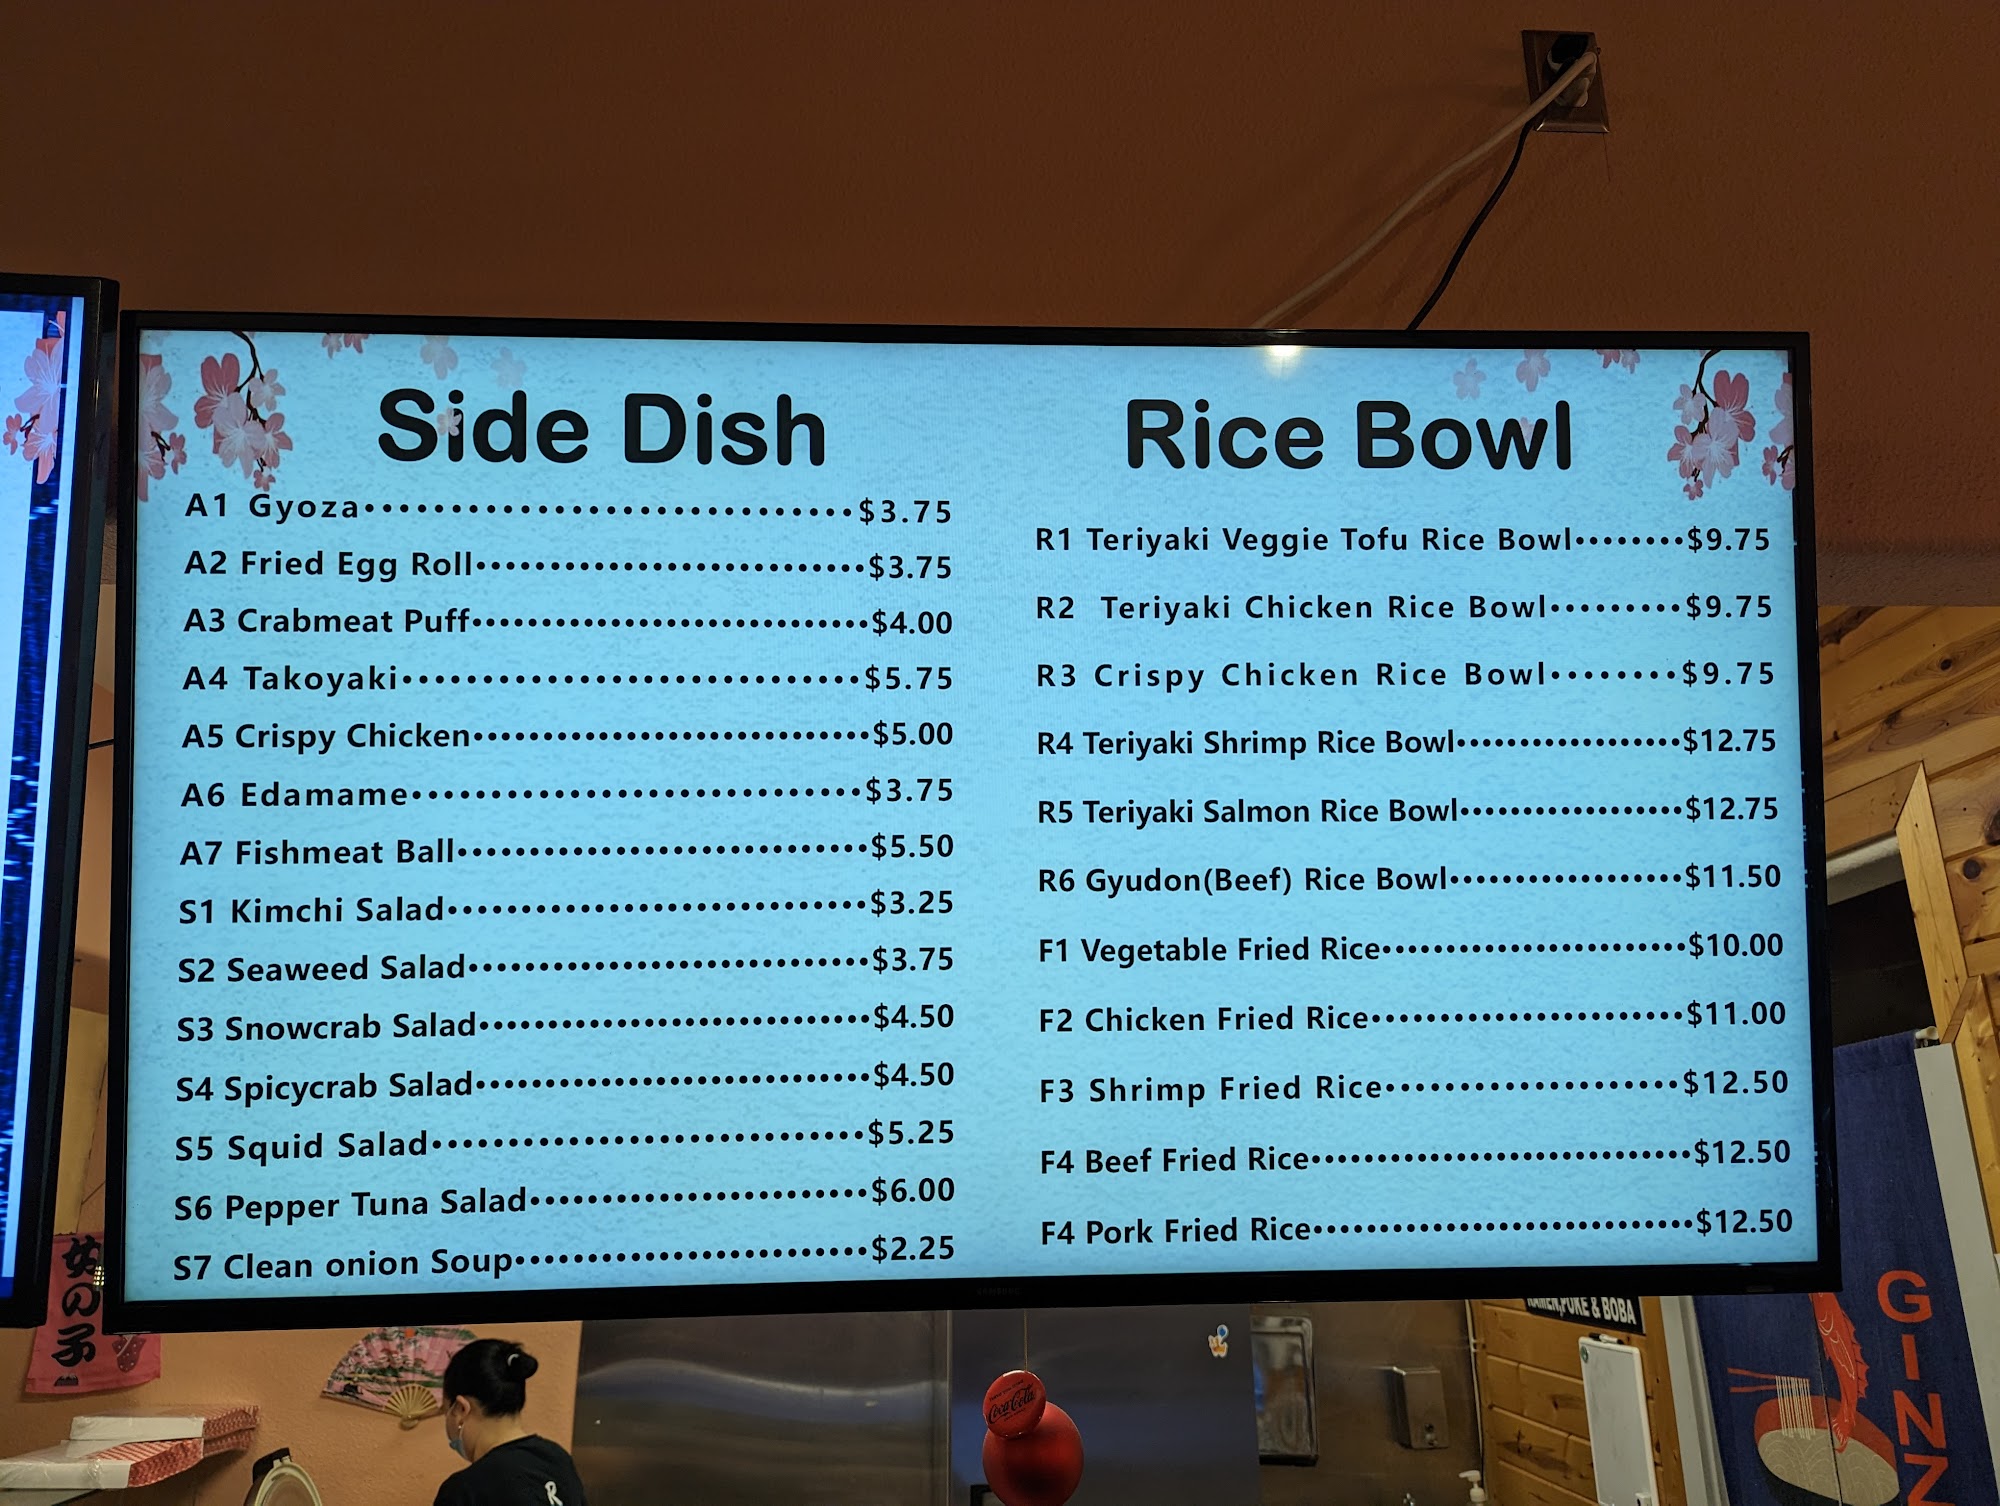 Side Dish
A1 Gyoza••••••••••••••••••••••••••••••$3.75
A2 Fried Egg Roll•••••••••••••••••••••••••••$3.75
A3 Crabmeat Puff••••••••••••••••••••••••••••$4.00
A4 Takoyaki••••••••••••••••••••••••••••$5.75
A5 Crispy Chicken••••••••••••••••••••••••••••$5.00
A6 Edamame••••••••••••••••••••••••••••$3.75
A7 Fishmeat Ball•••••••••••••••••••••••••••••$5.50
S1 Kimchi Salad•••••••••••••••••••••••••••••$3.25
S2 Seaweed Salad•••••••••••••••••••••••••••••$3.75
S3 Snowcrab Salad•••••••••••••••••••••••••••••$4.50
S4 Spicycrab Salad•••••••••••••••••••••••••••••$4.50
S5 Squid Salad••••••••••••••••••••••••••••$5.25
S6 Pepper Tuna Salad•••••••••••••••••••••••••$6.00
S7 Clean onion Soup•••••••••••••••••••••••••$2.25
Rice Bowl
R1 Teriyaki Veggie Tofu Rice Bowl••••••••$9.75
R2 Teriyaki Chicken Rice Bowl•••••••••$9.75
R3 Crispy Chicken Rice Bowl••••••••$9.75
R4 Teriyaki Shrimp Rice Bowl••••••••••••••••••$12.75
R5 Teriyaki Salmon Rice Bowl••••••••••••••••••$12.75
R6 Gyudon(Beef) Rice Bowl••••••••••••••••••$11.50
F1 Vegetable Fried Rice••••••••••••••••••••••••$10.00
F2 Chicken Fried Rice••••••••••••••••••••••••$11.00
F3 Shrimp Fried Rice••••••••••••••••••••••$12.50
F4 Beef Fried Rice•••••••••••••••••••••••••••••$12.50
F4 Pork Fried Rice•••••••••••••••••••••••••••••$12.50
RAMEN,POKE & BOBA
GINZ
Coca-Cola
R